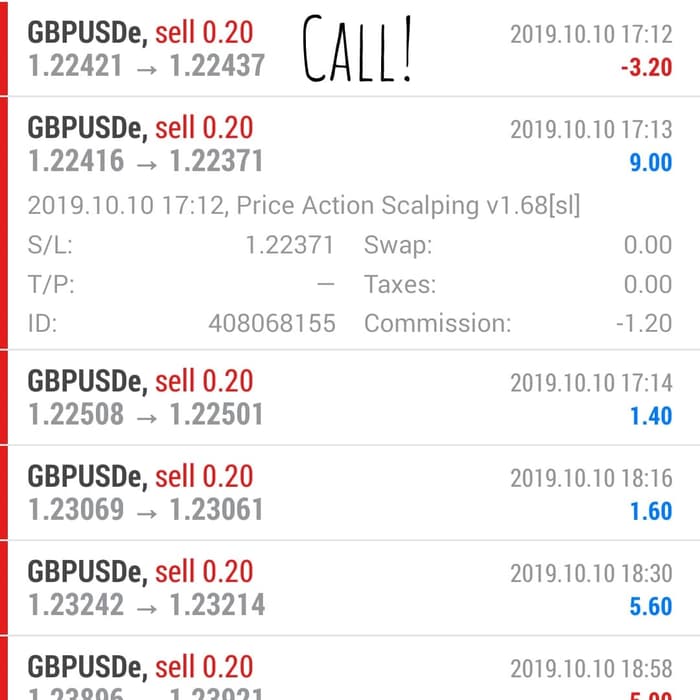 GBPUSDe, sell 0.20 CALL! 2019.10.10 17:12
1.22421 → 1.22437 -3.20
GBPUSDe, sell 0.20 2019.10.10 17:13
1.22416 → 1.22371 9.00
2019.10.10 17:12, Price Action Scalping v1.68[sl]
S/L: 1.22371 Swap: 0.00
T/P: — Taxes: 0.00
ID: 408068155 Commission: -1.20
GBPUSDe, sell 0.20 2019.10.10 17:14
1.22508 → 1.22501 1.40
GBPUSDe, sell 0.20 2019.10.10 18:16
1.23069 → 1.23061 1.60
GBPUSDe, sell 0.20 2019.10.10 18:30
1.23242 → 1.23214 5.60
GBPUSDe, sell 0.20 2019.10.10 18:58